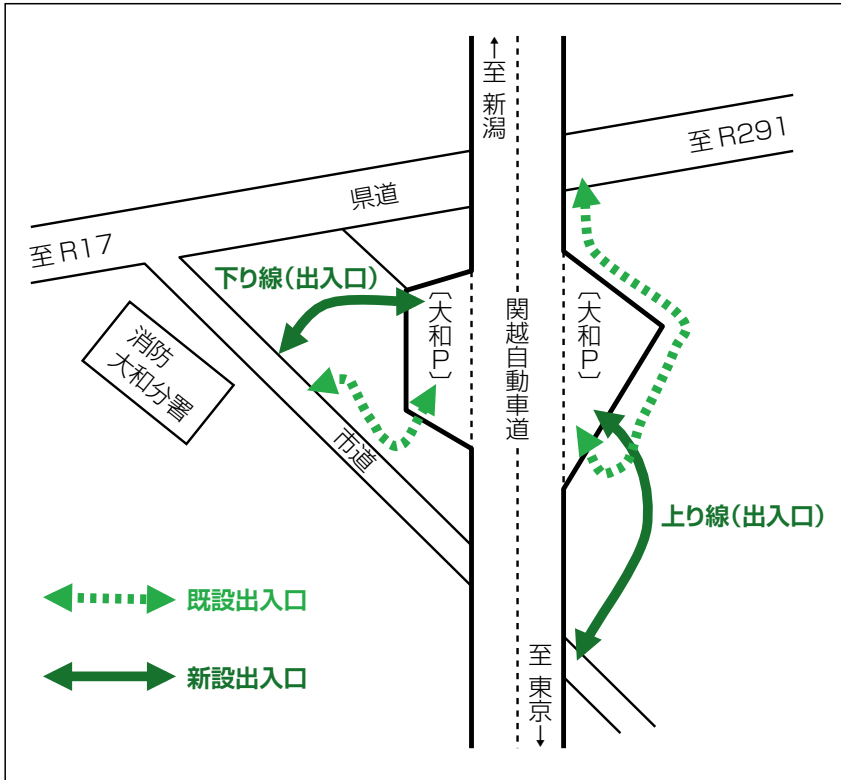 ←至 新潟
至 R291
県道
至 R17
下り線(出入口)
〔大和P〕
関越自動車道
〔大和P〕
消防
大和分署
市道
上り線(出入口)
既設出入口
新設出入口
至 東京→